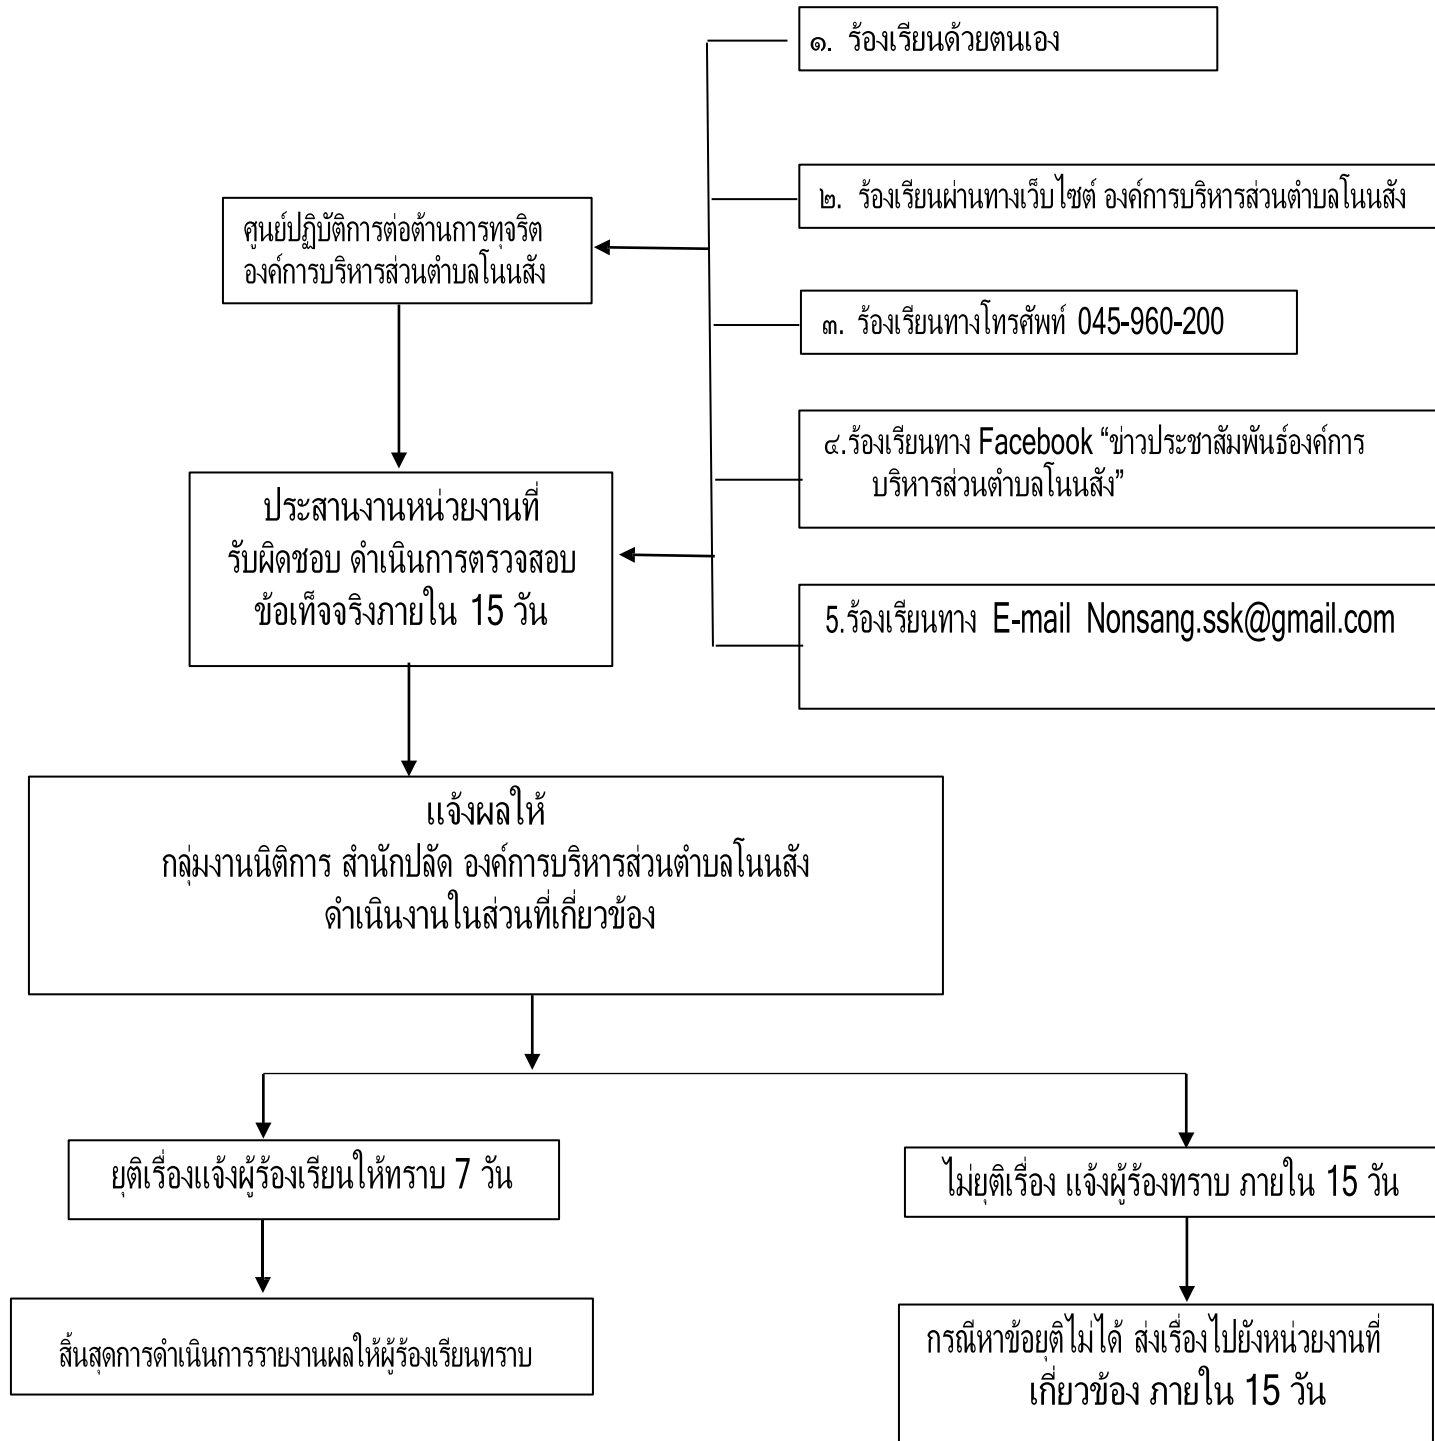 ๑. ร้องเรียนด้วยตนเอง
๒. ร้องเรียนผ่านทางเว็บไซต์ องค์การบริหารส่วนตำบลโนนสัง
ศูนย์ปฏิบัติการต่อต้านการทุจริต
องค์การบริหารส่วนตำบลโนนสัง
๓. ร้องเรียนทางโทรศัพท์ 045-960-200
๔.ร้องเรียนทาง Facebook “ข่าวประชาสัมพันธ์องค์การ
บริหารส่วนตำบลโนนสัง”
ประสานงานหน่วยงานที่
รับผิดชอบ ดำเนินการตรวจสอบ
ข้อเท็จจริงภายใน 15 วัน
5.ร้องเรียนทาง E-mail Nonsang.ssk@gmail.com
แจ้งผลให้
กลุ่มงานนิติการ สำนักปลัด องค์การบริหารส่วนตำบลโนนสัง
ดำเนินงานในส่วนที่เกี่ยวข้อง
ยุติเรื่องแจ้งผู้ร้องเรียนให้ทราบ 7 วัน
ไม่ยุติเรื่อง แจ้งผู้ร้องทราบ ภายใน 15 วัน
สิ้นสุดการดำเนินการรายงานผลให้ผู้ร้องเรียนทราบ
กรณีหาข้อยุติไม่ได้ ส่งเรื่องไปยังหน่วยงานที่
เกี่ยวข้อง ภายใน 15 วัน